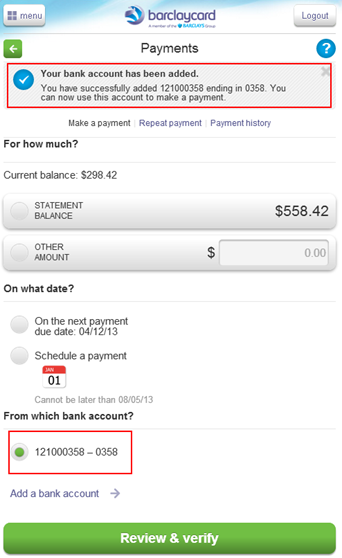 menu
barclaycard
A member of the BARCLAYS Group
Logout
Payments
?
Your bank account has been added.
You have successfully added 121000358 ending in 0358. You
can now use this account to make a payment.
Make a payment | Repeat payment | Payment history
For how much?
Current balance: $298.42
STATEMENT
BALANCE
$558.42
OTHER
AMOUNT
$ 0.00
On what date?
On the next payment
due date: 04/12/13
Schedule a payment
JAN
01
Cannot be later than 08/05/13
From which bank account?
121000358 – 0358
Add a bank account
Review & verify